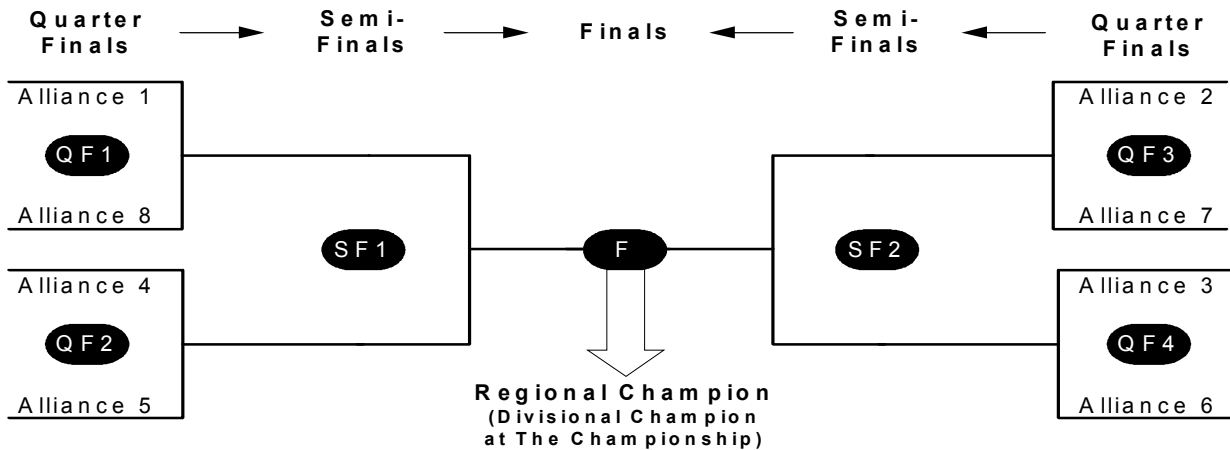 Quarter Finals
Semi-Finals
Finals
Semi-Finals
Quarter Finals
Alliance 1
QF1
Alliance 8
Alliance 4
QF2
Alliance 5
SF1
F
SF2
Alliance 2
QF3
Alliance 7
Alliance 3
QF4
Alliance 6
Regional Champion
(Divisional Champion
at The Championship)